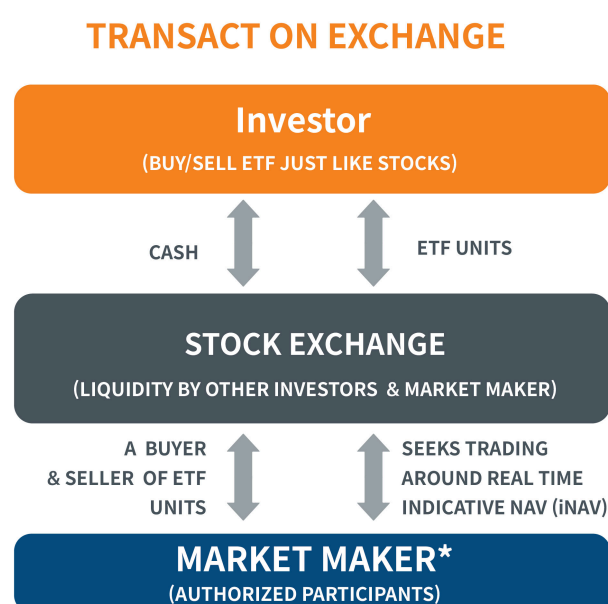 TRANSACT ON EXCHANGE
Investor
(BUY/SELL ETF JUST LIKE STOCKS)
CASH
ETF UNITS
STOCK EXCHANGE
(LIQUIDITY BY OTHER INVESTORS & MARKET MAKER)
A BUYER
& SELLER OF ETF
UNITS
SEEKS TRADING
AROUND REAL TIME
INDICATIVE NAV (iNAV)
MARKET MAKER*
(AUTHORIZED PARTICIPANTS)